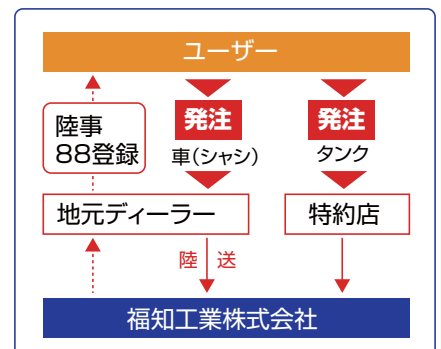 ユーザー
陸事
88登録
発注
車(シャシ)
発注
タンク
地元ディーラー
特約店
陸 送
福知工業株式会社